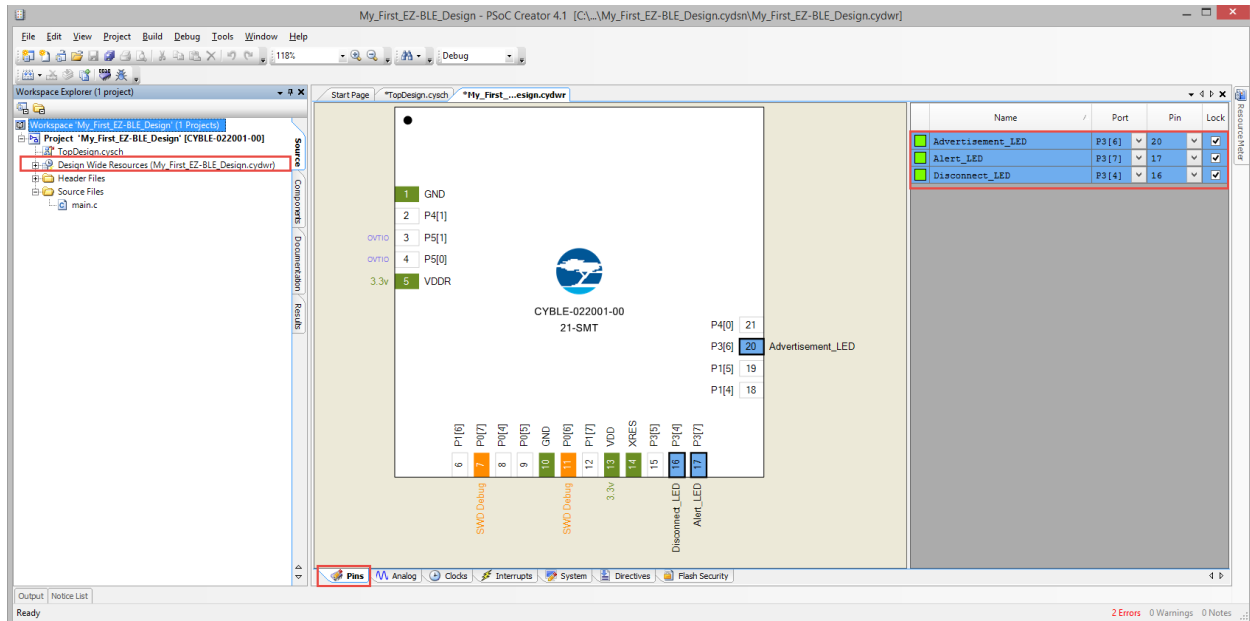 My_First_EZ-BLE_Design - PSoC Creator 4.1 [C:\...\My_First_EZ-BLE_Design.cydsn\My_First_EZ-BLE_Design.cydwr]
File Edit View Project Build Debug Tools Window Help
118% Debug
Workspace Explorer (1 project)
Workspace 'My_First_EZ-BLE_Design' (1 Projects)
Project 'My_First_EZ-BLE_Design' [CYBLE-022001-00]
TopDesign.cysch
Design Wide Resources (My_First_EZ-BLE_Design.cydwr)
Header Files
Source Files
main.c
Source
Components
Documentation
Results
Start Page *TopDesign.cysch *My_First_...esign.cydwr
1 GND
2 P4[1]
OVTIO 3 P5[1]
OVTIO 4 P5[0]
3.3v 5 VDDR
CYBLE-022001-00
21-SMT
P4[0] 21
P3[6] 20 Advertisement_LED
P1[5] 19
P1[4] 18
P1[6] P0[7] P0[4] P0[5] GND P0[6] P1[7] VDD XRES P3[5] P3[4] P3[7]
6 7 8 9 10 11 12 13 14 15 16 17
SWD Debug SWD Debug 3.3v Disconnect_LED Alert_LED
Name / Port Pin Lock
Advertisement_LED P3[6] 20
Alert_LED P3[7] 17
Disconnect_LED P3[4] 16
Resource Meter
Pins Analog Clocks Interrupts System Directives Flash Security
Output Notice List
Ready 2 Errors 0 Warnings 0 Notes